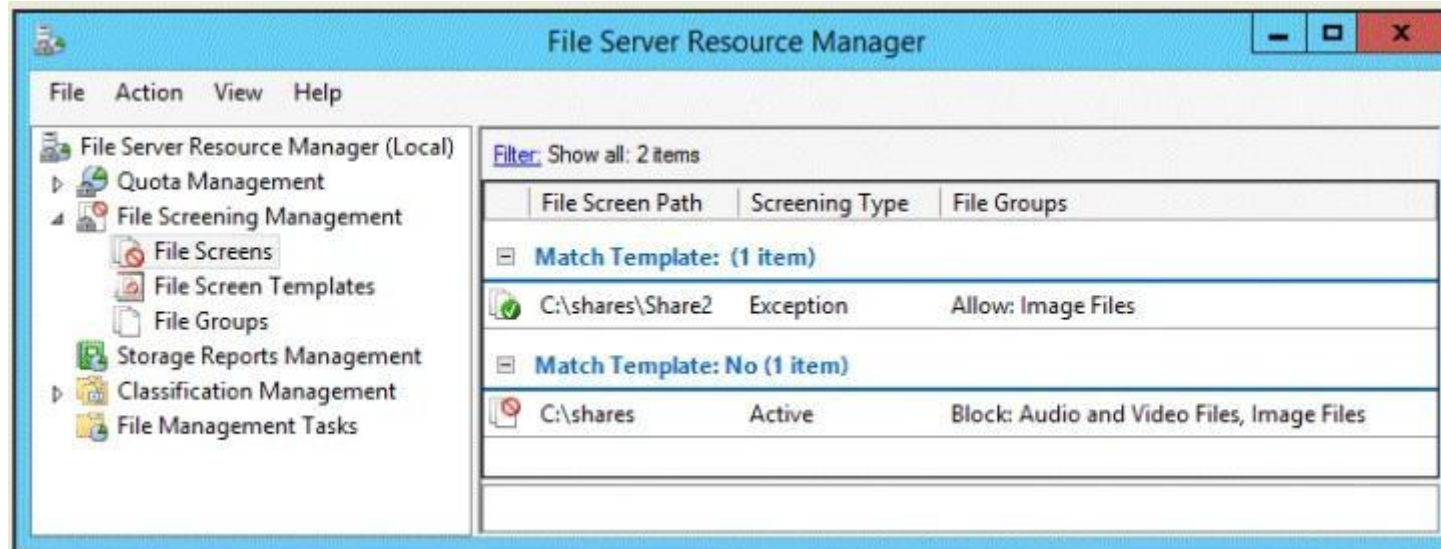 File Server Resource Manager
File Action View Help
File Server Resource Manager (Local)
Quota Management
File Screening Management
File Screens
File Screen Templates
File Groups
Storage Reports Management
Classification Management
File Management Tasks
Filter: Show all: 2 items
File Screen Path Screening Type File Groups
Match Template: (1 item)
C:\shares\Share2 Exception Allow: Image Files
Match Template: No (1 item)
C:\shares Active Block: Audio and Video Files, Image Files